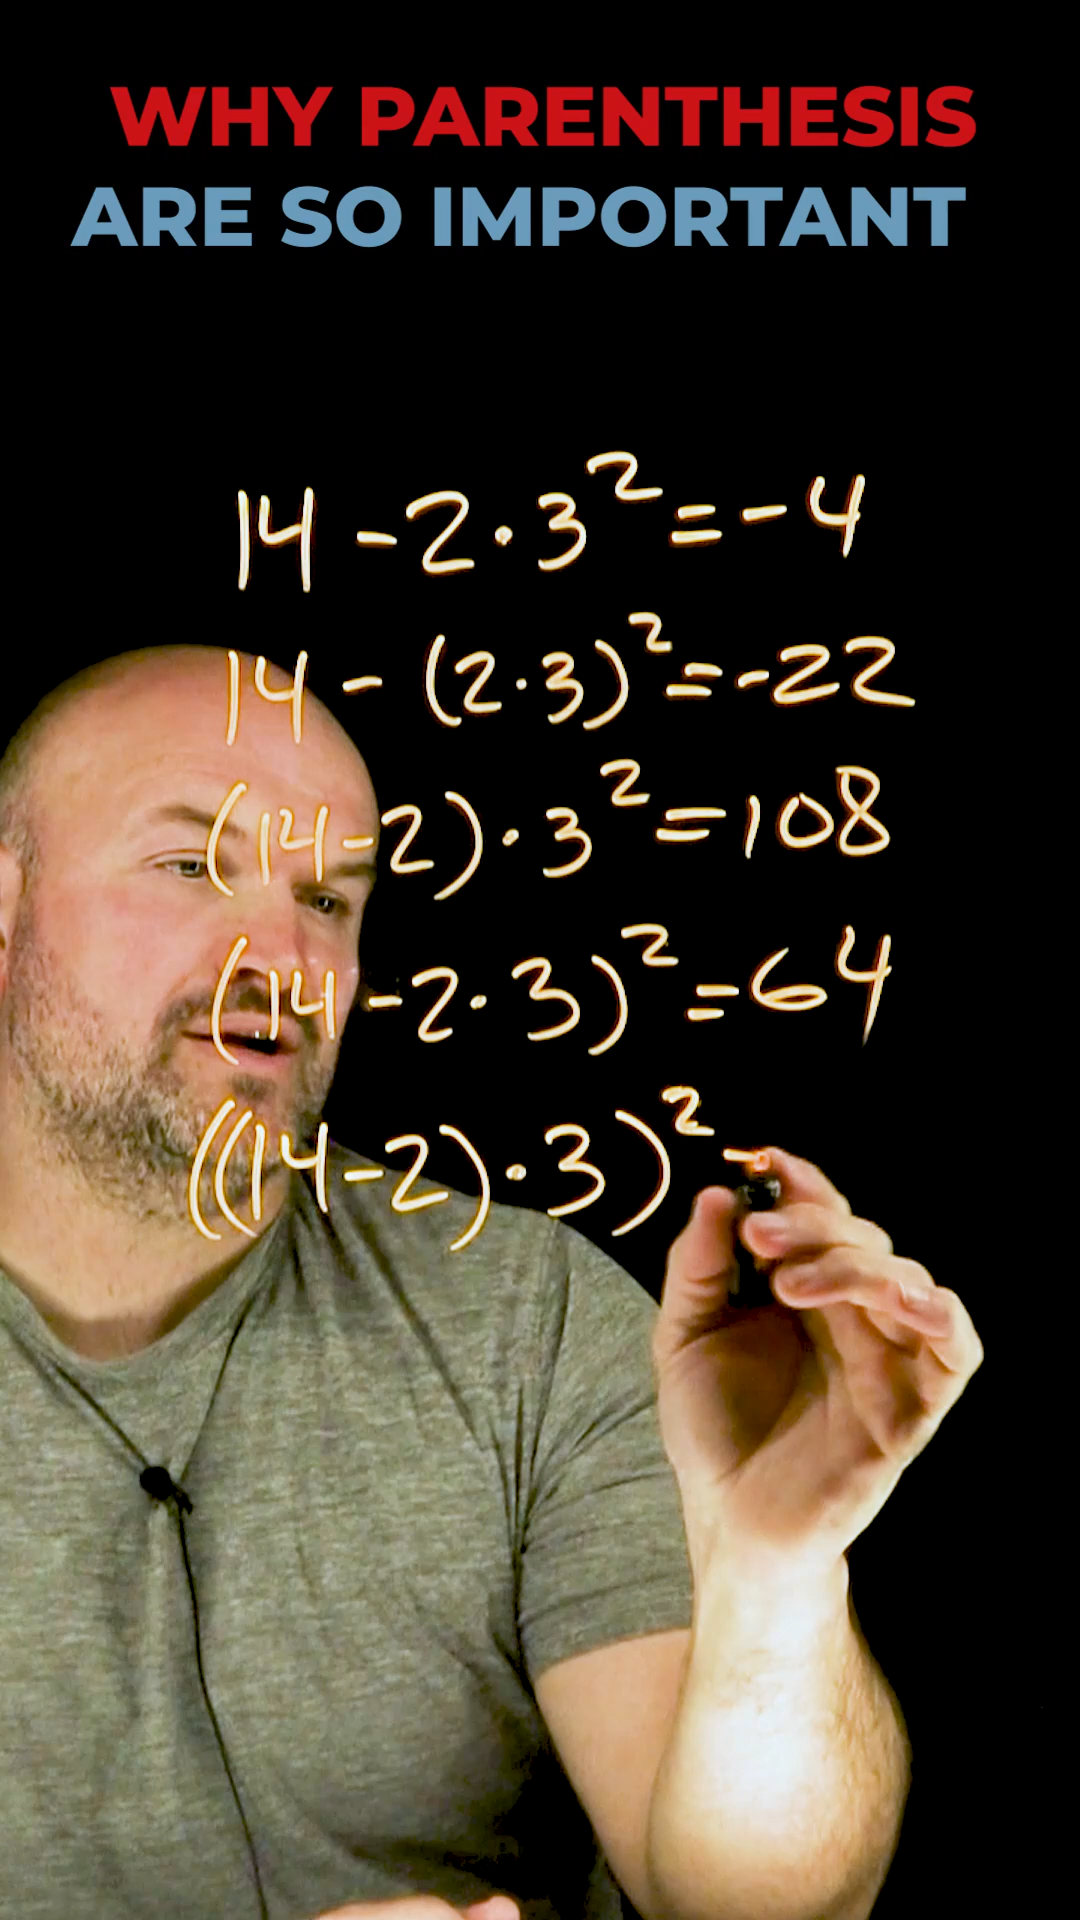 WHY PARENTHESIS
ARE SO IMPORTANT
14 - 2 · 3² = -4
14 - (2·3)² = -22
(14-2) · 3² = 108
(14-2·3)² = 64
((14-2)·3)² -